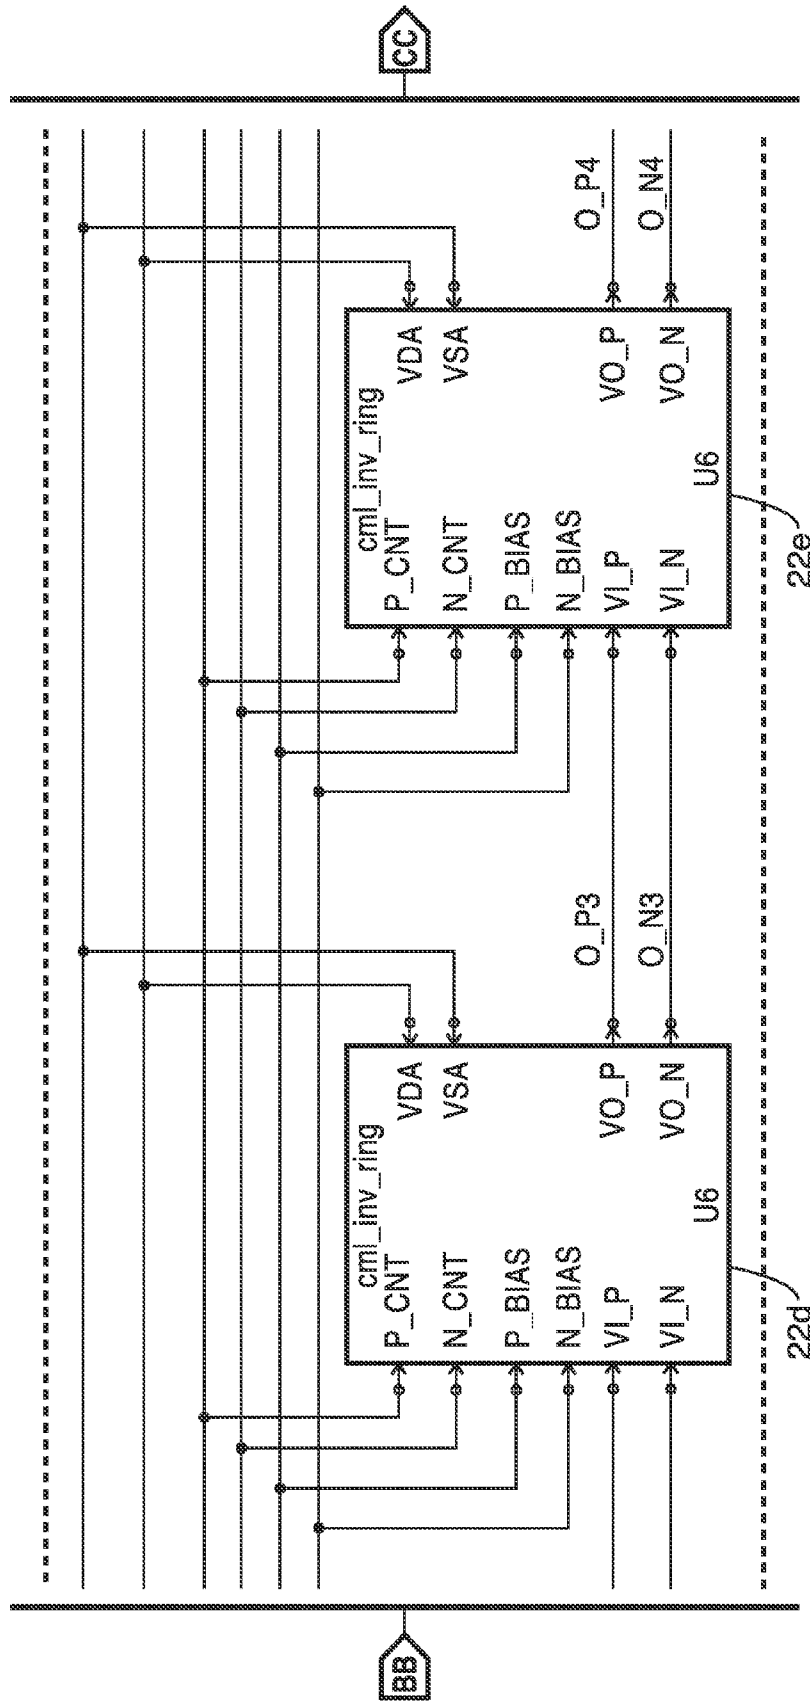 BB
cml_inv_ring
P_CNT
VDA
N_CNT
VSA
P_BIAS
N_BIAS
VI_P
VO_P
VI_N
VO_N
U6
22d
O_P3
O_N3
cml_inv_ring
P_CNT
VDA
N_CNT
VSA
P_BIAS
N_BIAS
VI_P
VO_P
VI_N
VO_N
U6
22e
O_P4
O_N4
CC